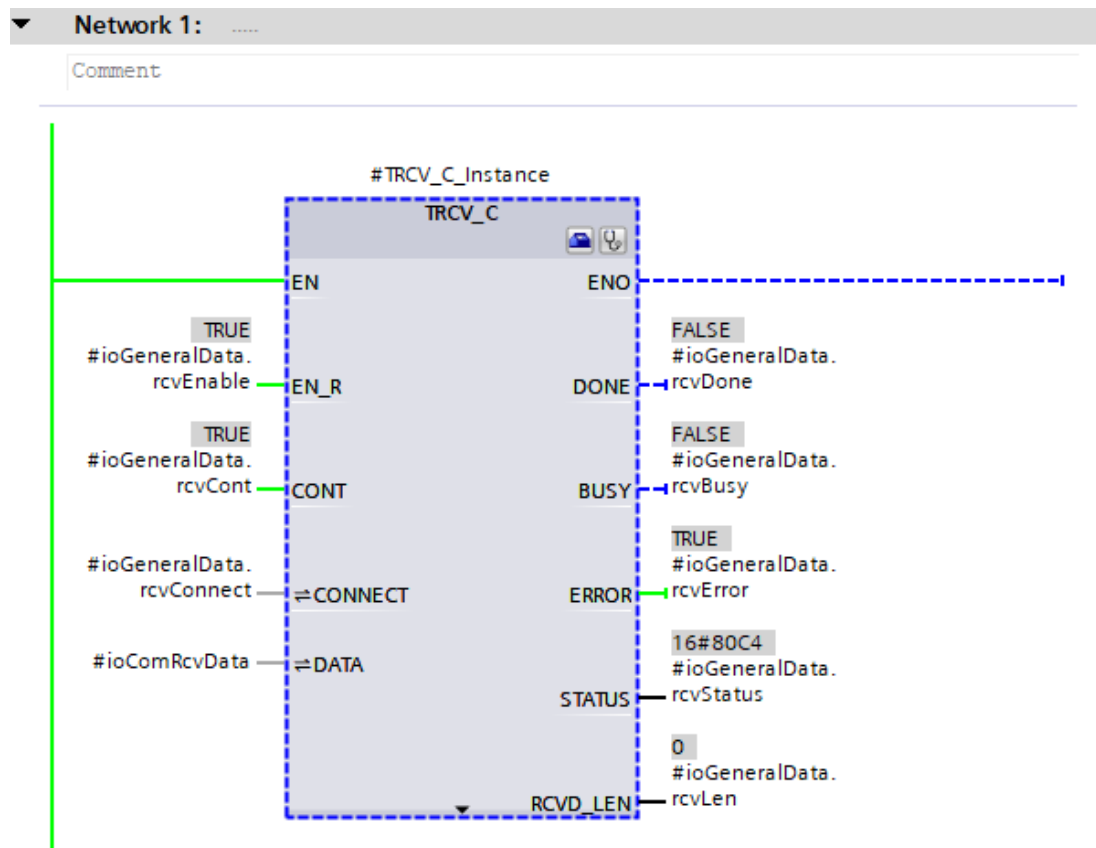 Network 1: .....
Comment
#TRCV_C_Instance
TRCV_C
EN
ENO
TRUE
#ioGeneralData.
rcvEnable
EN_R
FALSE
#ioGeneralData.
rcvDone
DONE
TRUE
#ioGeneralData.
rcvCont
CONT
FALSE
#ioGeneralData.
rcvBusy
BUSY
#ioGeneralData.
rcvConnect
⇌CONNECT
TRUE
#ioGeneralData.
rcvError
ERROR
#ioComRcvData
⇌DATA
16#80C4
#ioGeneralData.
rcvStatus
STATUS
0
#ioGeneralData.
rcvLen
RCVD_LEN